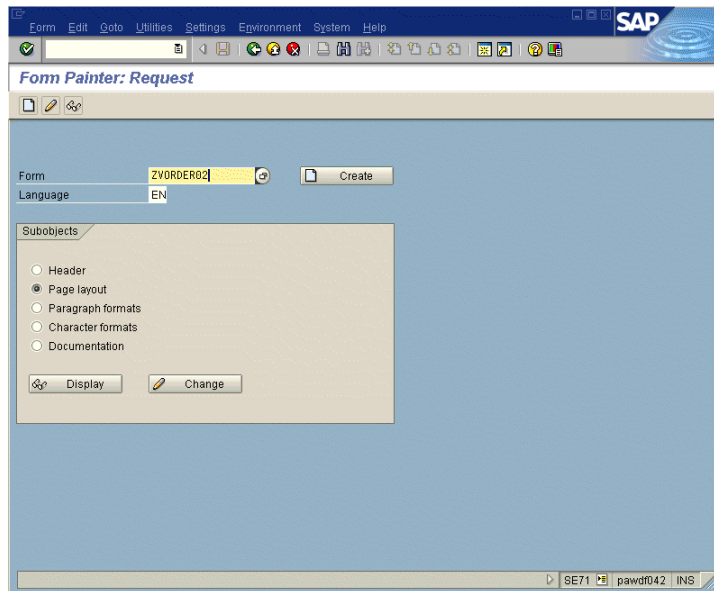 Form Edit Goto Utilities Settings Environment System Help
SAP
Form Painter: Request
Form ZVORDER02 Create
Language EN
Subobjects
Header
Page layout
Paragraph formats
Character formats
Documentation
Display Change
SE71 pawdf042 INS